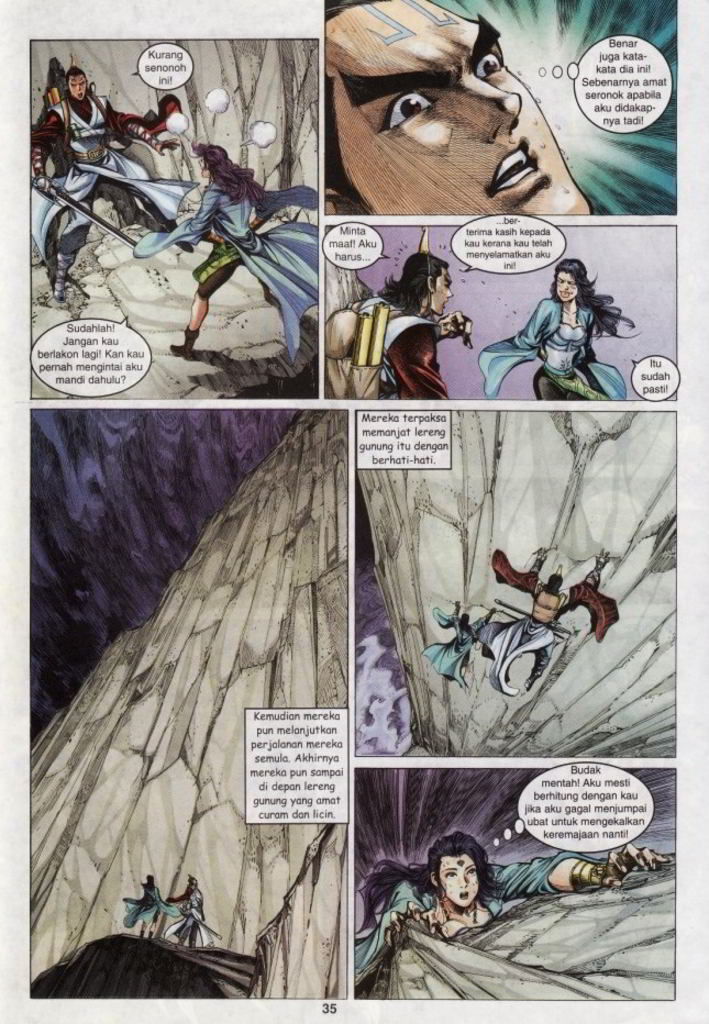 Kurang
senonoh
ini!
Sudahlah!
Jangan kau
berlakon lagi! Kan kau
pernah mengintai aku
mandi dahulu?
Benar
juga kata-
kata dia ini!
Sebenarnya amat
seronok apabila
aku didakap-
nya tadi!
Minta
maaf! Aku
harus...
...ber-
terima kasih kepada
kau kerana kau telah
menyelamatkan aku
ini!
Itu
sudah
pasti!
Kemudian mereka
pun melanjutkan
perjalanan mereka
semula. Akhirnya
mereka pun sampai
di depan lereng
gunung yang amat
curam dan licin.
Mereka terpaksa
memanjat lereng
gunung itu dengan
berhati-hati.
Budak
mentah! Aku mesti
berhitung dengan kau
jika aku gagal menjumpai
ubat untuk mengekalkan
keremajaan nanti!
35